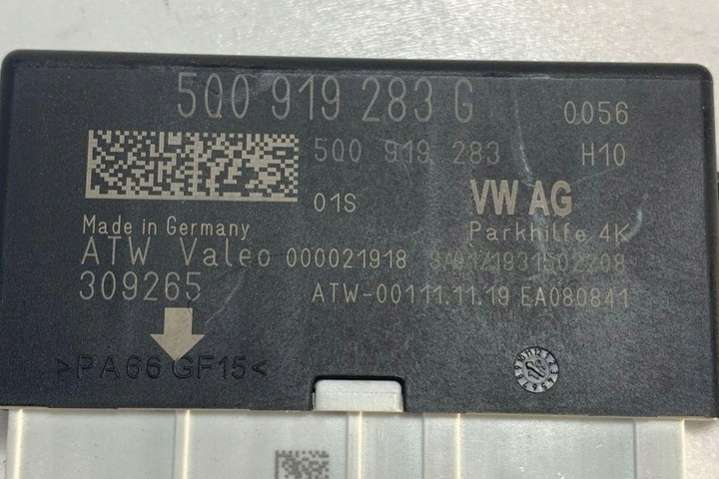 5Q0 919 283 G 0056
5Q0 919 283 H10
01S VW AG
Made in Germany Parkhilfe 4K
ATW Valeo 000021918
309265 ATW-00111.11.19 EA080841
>PA66 GF15<